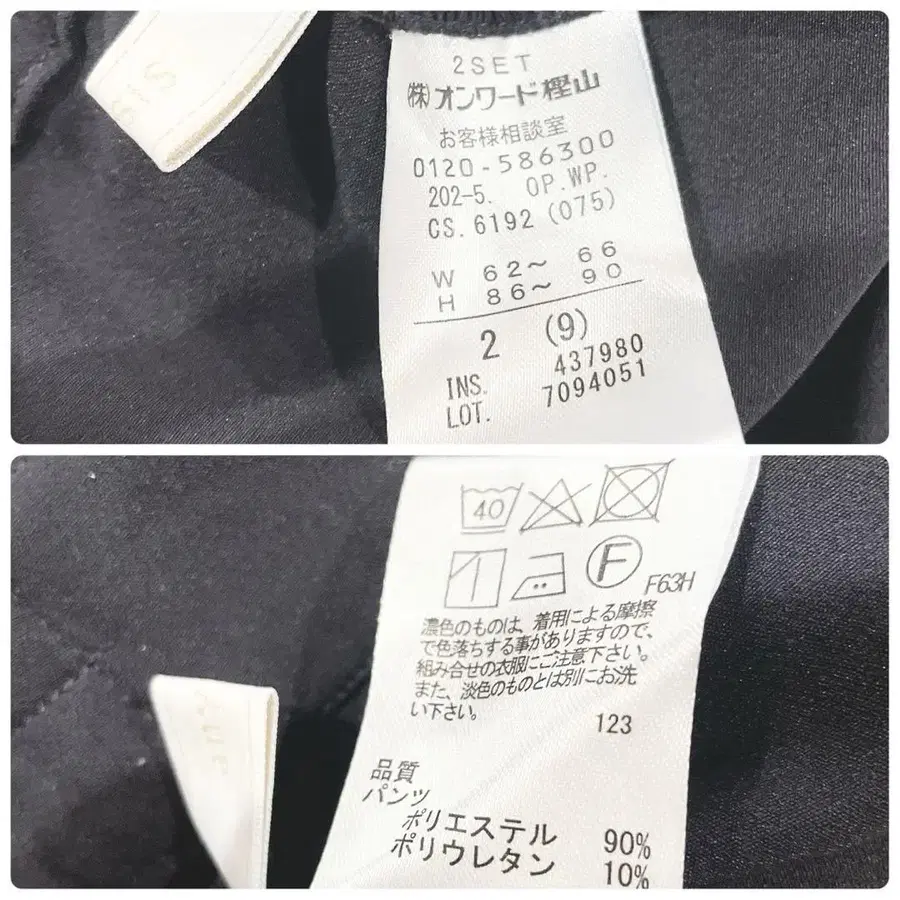 2SET
㈱オンワード樫山
お客様相談室
0120-586300
202-5. OP.WP.
CS.6192(075)
W 62～ 66
H 86～ 90
2 (9)
INS. 437980
LOT. 7094051
40
F
F63H
濃色のものは、着用による摩擦
で色落ちする事がありますので、
組み合せの衣服にご注意下さい。
また、淡色のものとは別にお洗
い下さい。
123
品質
パンツ
ポリエステル 90%
ポリウレタン 10%